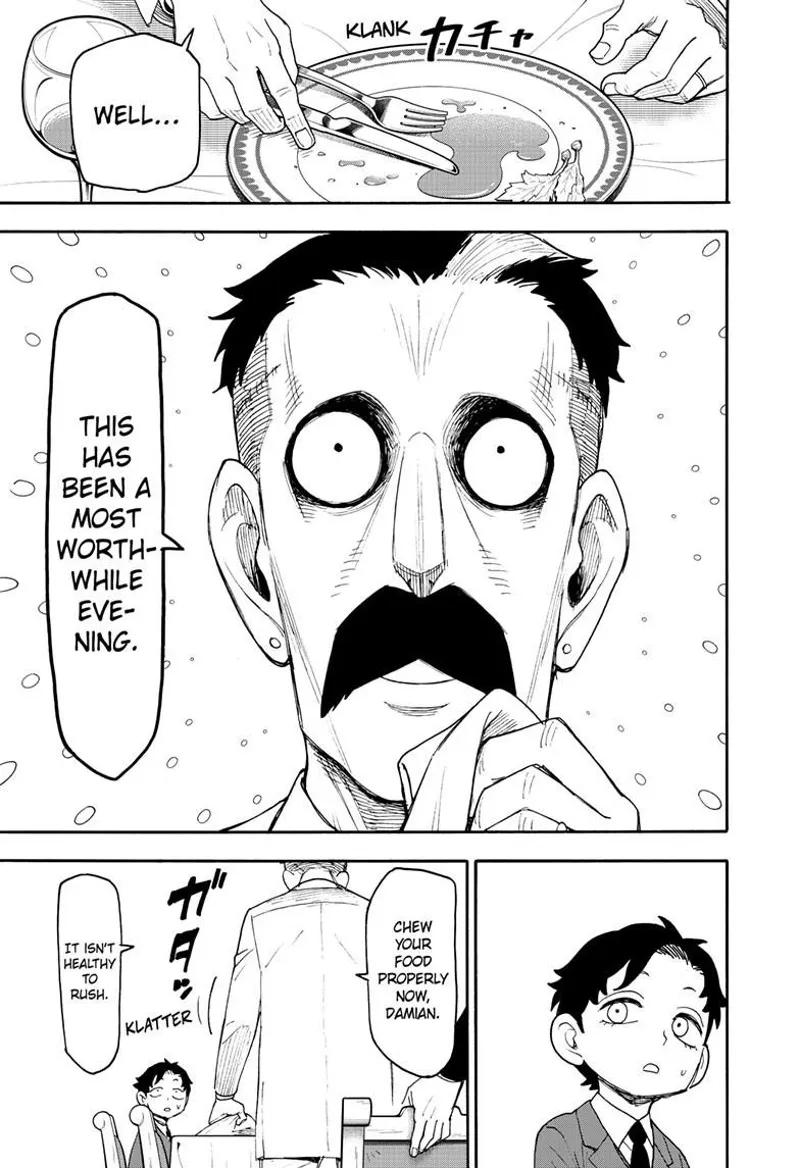 カチャ
KLANK
WELL...
THIS
HAS
BEEN A
MOST
WORTH-
WHILE
EVE-
NING.
CHEW
YOUR
FOOD
PROPERLY
NOW,
DAMIAN.
ガタッ
KLATTER
IT ISN'T
HEALTHY
TO
RUSH.